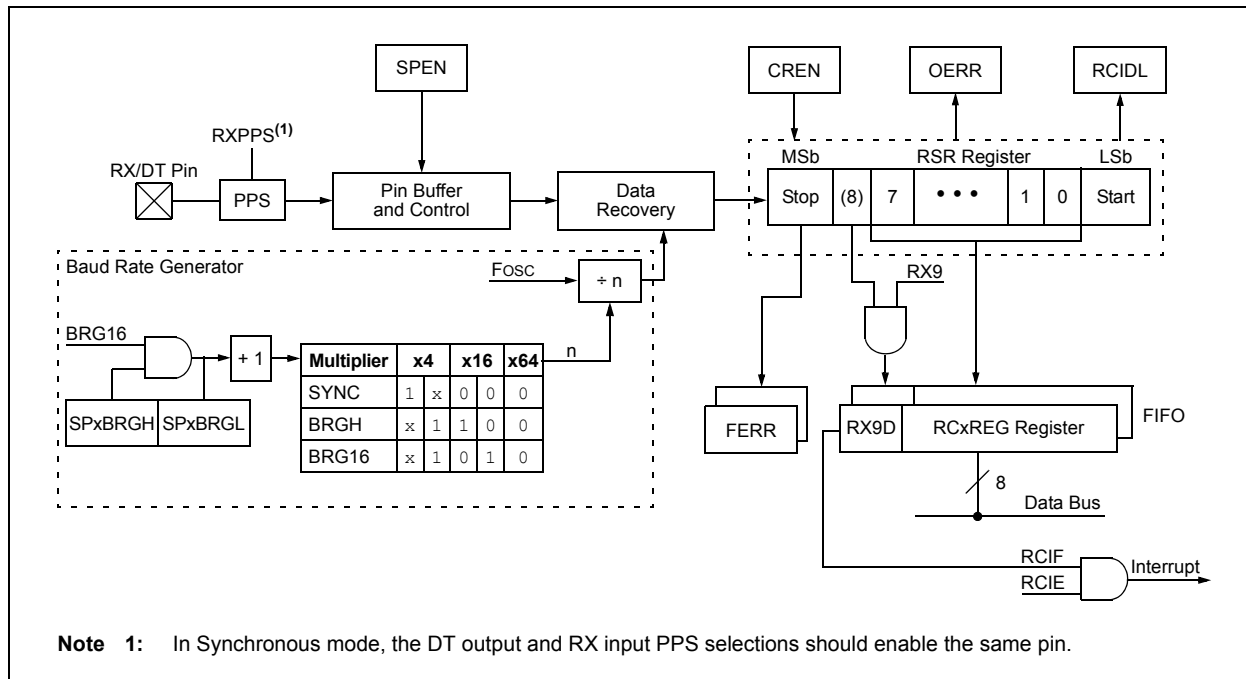 SPEN
CREN
OERR
RCIDL
RXPPS(1)
RX/DT Pin
PPS
Pin Buffer
and Control
Data
Recovery
MSb
RSR Register
LSb
Stop
(8)
7
• • •
1
0
Start
Baud Rate Generator
FOSC
÷ n
RX9
BRG16
+ 1
n
Multiplier x4 x16 x64
SYNC 1 x 0 0 0
BRGH x 1 1 0 0
BRG16 x 1 0 1 0
SPxBRGH
SPxBRGL
FERR
RX9D
RCxREG Register
FIFO
8
Data Bus
RCIF
RCIE
Interrupt
Note 1: In Synchronous mode, the DT output and RX input PPS selections should enable the same pin.